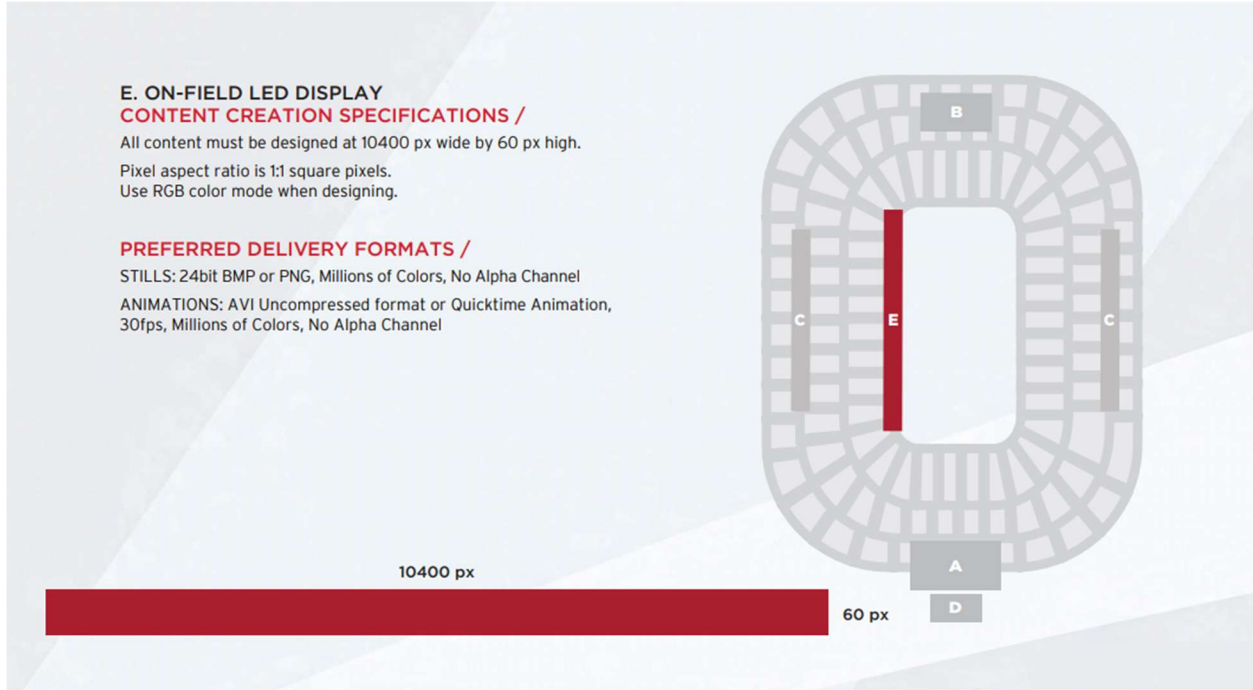 E. ON-FIELD LED DISPLAY
CONTENT CREATION SPECIFICATIONS /
All content must be designed at 10400 px wide by 60 px high.
Pixel aspect ratio is 1:1 square pixels.
Use RGB color mode when designing.
PREFERRED DELIVERY FORMATS /
STILLS: 24bit BMP or PNG, Millions of Colors, No Alpha Channel
ANIMATIONS: AVI Uncompressed format or Quicktime Animation,
30fps, Millions of Colors, No Alpha Channel
B
C
E
C
A
D
10400 px
60 px